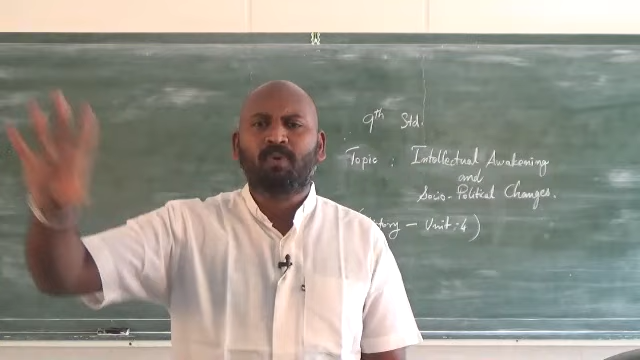 9th Std.
Topic : Intellectual Awakening
and
Socio-Political Changes.
- Unit :- 4)